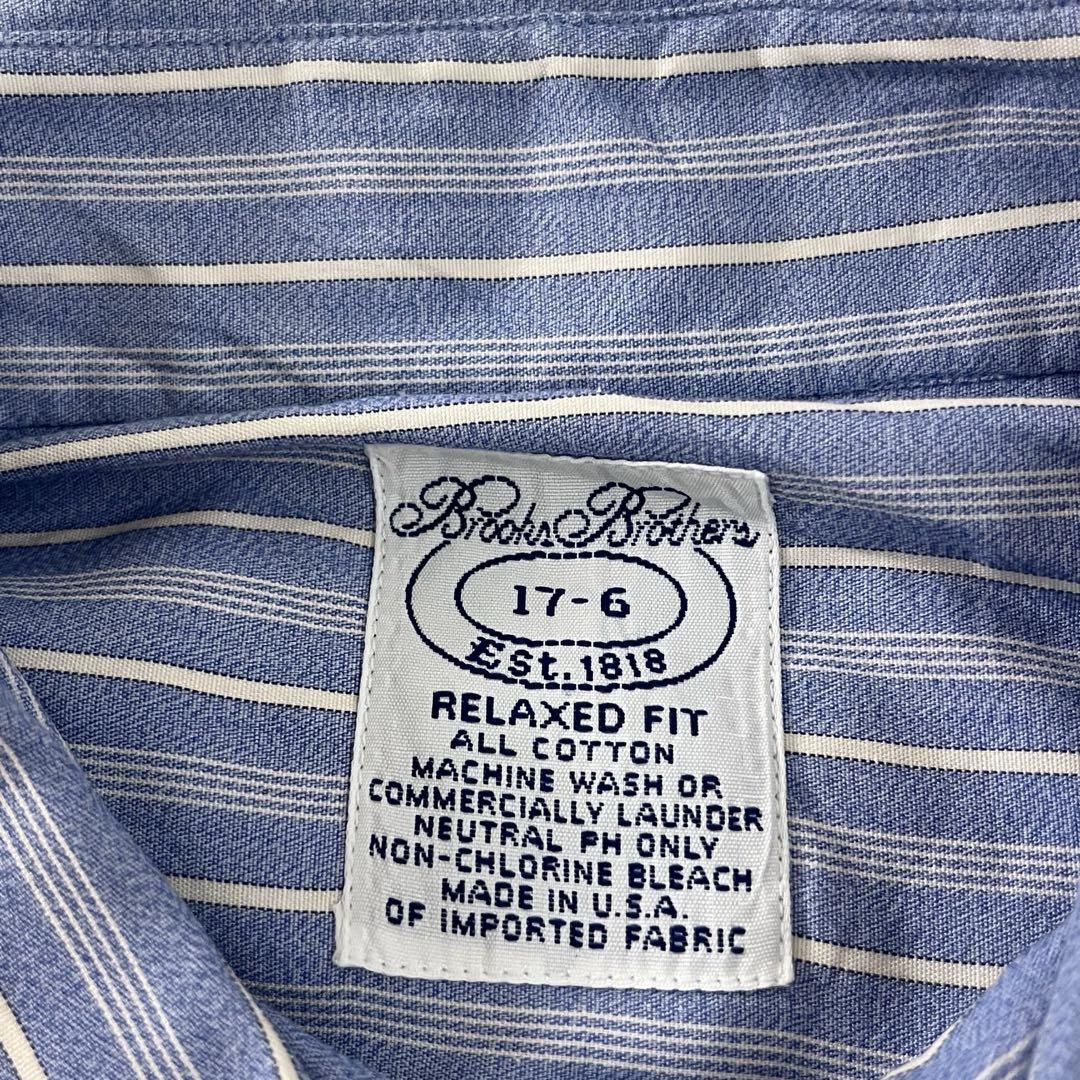 Brooks Brothers
17-6
Est. 1818
RELAXED FIT
ALL COTTON
MACHINE WASH OR
COMMERCIALLY LAUNDER
NEUTRAL PH ONLY
NON-CHLORINE BLEACH
MADE IN U.S.A.
OF IMPORTED FABRIC